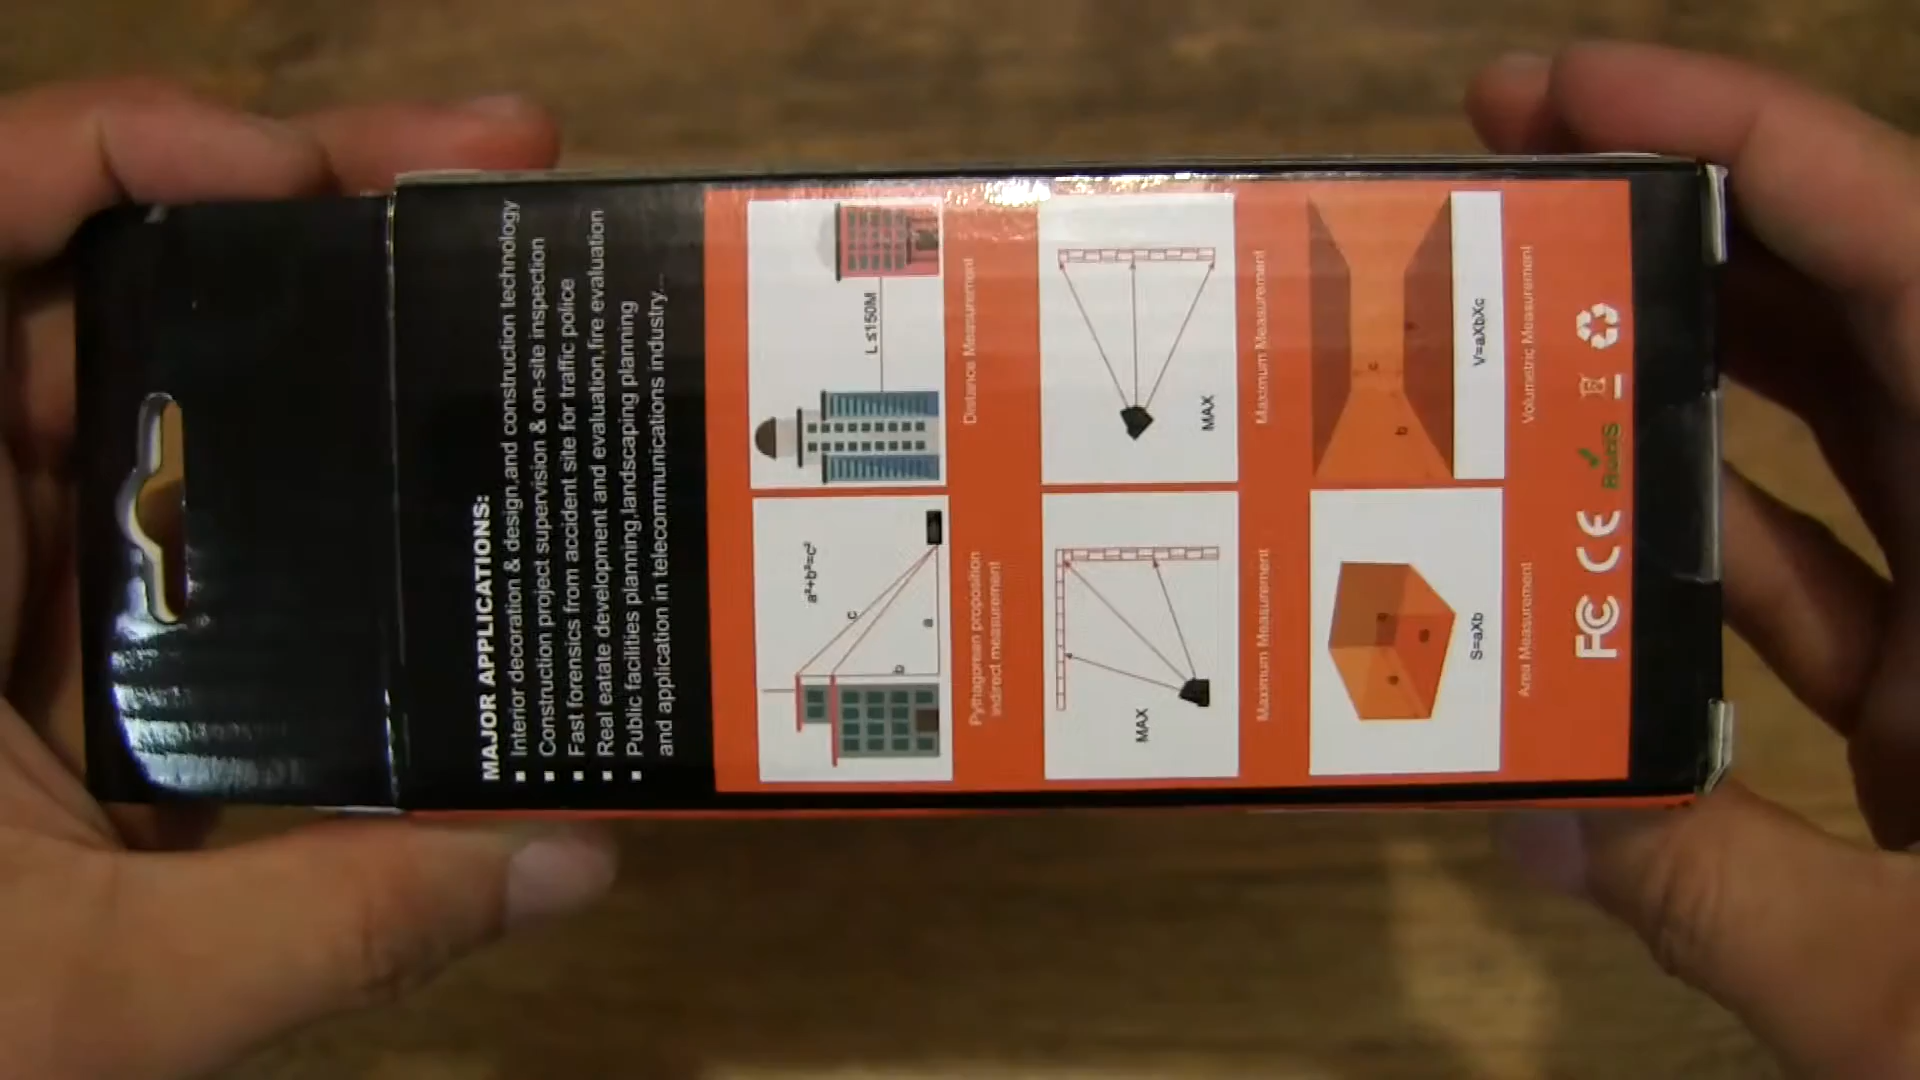 MAJOR APPLICATIONS:
▪ Interior decoration & design,and construction technology
▪ Construction project supervision & on-site inspection
▪ Fast forensics from accident site for traffic police
▪ Real eatate development and evaluation,fire evaluation
▪ Public facilities planning,landscaping planning
and application in telecommunications industry...
a²+b²=c²
c
b
a
Pythagorean proposition
indirect measurement
L ≤150M
Distance Measurement
MAX
Maximum Measurement
MAX
Maximum Measurement
S=aXb
Area Measurement
c
b
V=aXbXc
Volumetric Measurement
FC CE RoHS